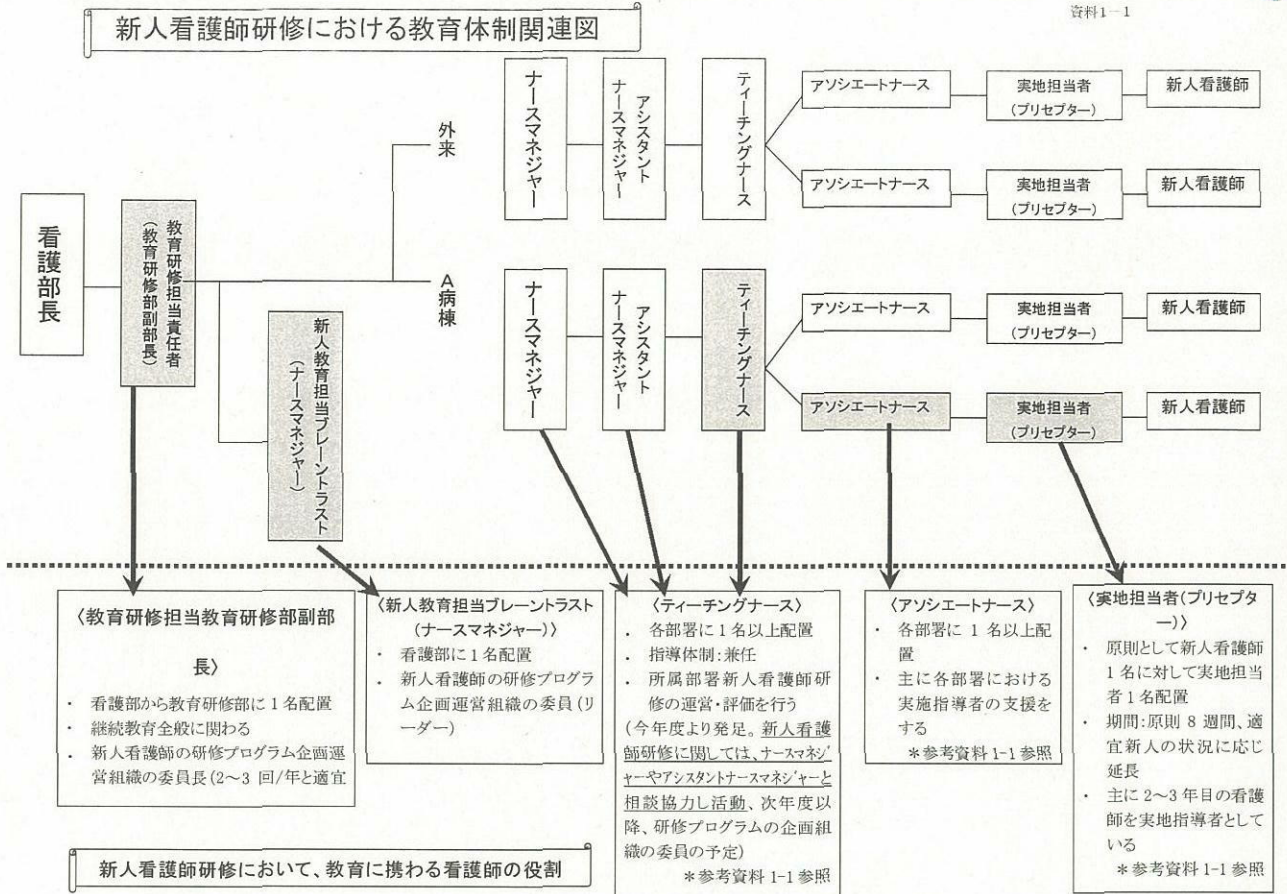 資料1－1
新人看護師研修における教育体制関連図
看護部長
教育研修担当責任者
(教育研修部副部長)
新人教育担当ブレーントラスト
(ナースマネジャー)
外来
A病棟
ナースマネジャー
アシスタント
ナースマネジャー
ティーチングナース
アソシエートナース
実地担当者
(プリセプター)
新人看護師
アソシエートナース
実地担当者
(プリセプター)
新人看護師
ナースマネジャー
アシスタント
ナースマネジャー
ティーチングナース
アソシエートナース
実地担当者
(プリセプター)
新人看護師
アソシエートナース
実地担当者
(プリセプター)
新人看護師
〈教育研修担当教育研修部副部
長〉
・ 看護部から教育研修部に1名配置
・ 継続教育全般に関わる
・ 新人看護師の研修プログラム企画運
営組織の委員長(2～3 回/年と適宜
〈新人教育担当ブレーントラスト
(ナースマネジャー)〉
・ 看護部に1名配置
・ 新人看護師の研修プログラ
ム企画運営組織の委員(リ
ーダー)
〈ティーチングナース〉
・ 各部署に1名以上配置
・ 指導体制:兼任
・ 所属部署新人看護師研
修の運営・評価を行う
(今年度より発足。新人看護
師研修に関しては、ナースマネジ
ャーやアシスタントナースマネジャーと
相談協力し活動、次年度以
降、研修プログラムの企画組
織の委員の予定)
＊参考資料 1-1 参照
〈アソシエートナース〉
・ 各部署に 1 名以上配
置
・ 主に各部署における
実施指導者の支援を
する
＊参考資料 1-1 参照
〈実地担当者(プリセプタ
ー)〉
・ 原則として新人看護師
1名に対して実地担当
者1名配置
・ 期間:原則 8 週間、適
宜新人の状況に応じ
延長
・ 主に 2～3 年目の看護
師を実地指導者として
いる
＊参考資料 1-1 参照
新人看護師研修において、教育に携わる看護師の役割